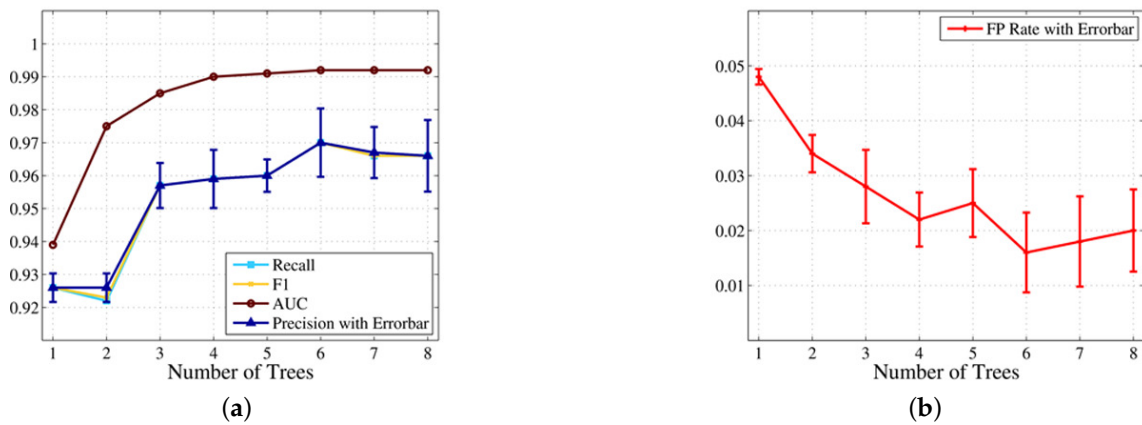 1
0.99
0.98
0.97
0.96
0.95
0.94
0.93
0.92
Recall
F1
AUC
Precision with Errorbar
1 2 3 4 5 6 7 8
Number of Trees
(a)
FP Rate with Errorbar
0.05
0.04
0.03
0.02
0.01
1 2 3 4 5 6 7 8
Number of Trees
(b)